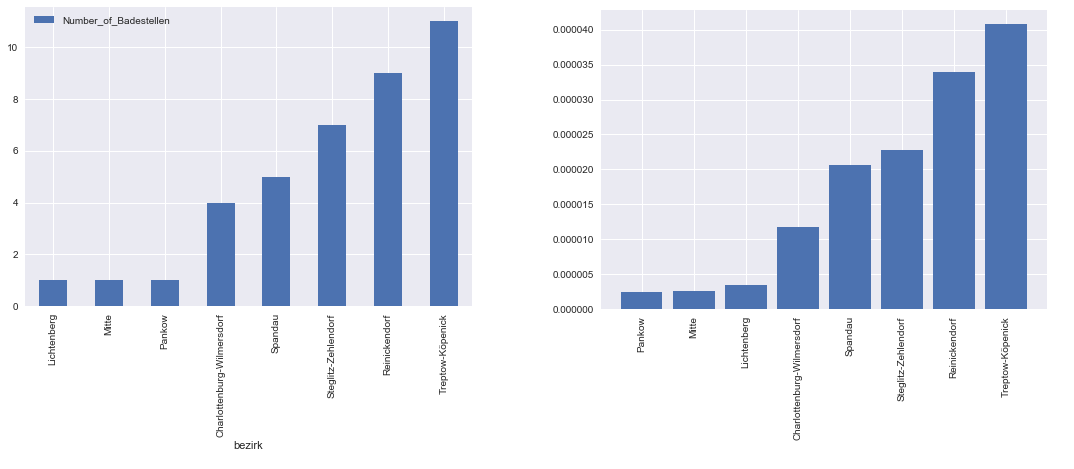 Number_of_Badestellen
10
8
6
4
2
0
Lichtenberg
Mitte
Pankow
Charlottenburg-Wilmersdorf
Spandau
Steglitz-Zehlendorf
Reinickendorf
Treptow-Köpenick
bezirk
0.000040
0.000035
0.000030
0.000025
0.000020
0.000015
0.000010
0.000005
0.000000
Pankow
Mitte
Lichtenberg
Charlottenburg-Wilmersdorf
Spandau
Steglitz-Zehlendorf
Reinickendorf
Treptow-Köpenick